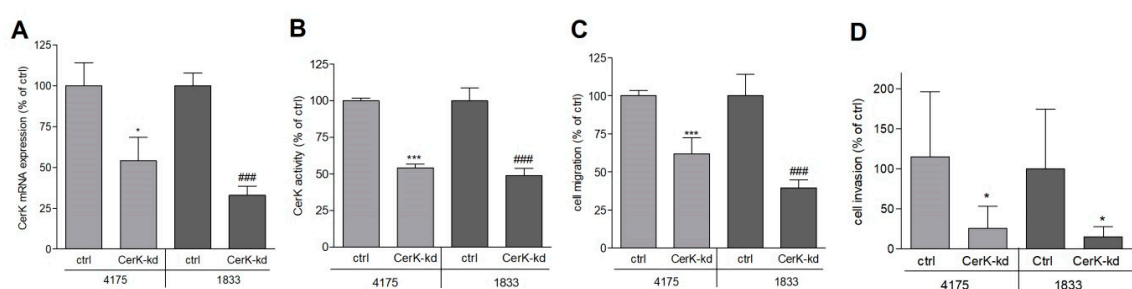 A
CerK mRNA expression (% of ctrl)
125
100
75
50
25
0
*
###
ctrl CerK-kd ctrl CerK-kd
4175 1833
B
CerK activity (% of ctrl)
125
100
75
50
25
0
***
###
ctrl CerK-kd ctrl CerK-kd
4175 1833
C
cell migration (% of ctrl)
125
100
75
50
25
0
***
###
ctrl CerK-kd ctrl CerK-kd
4175 1833
D
cell invasion (% of ctrl)
200
150
100
50
0
*
*
ctrl CerK-kd Ctrl CerK-kd
4175 1833